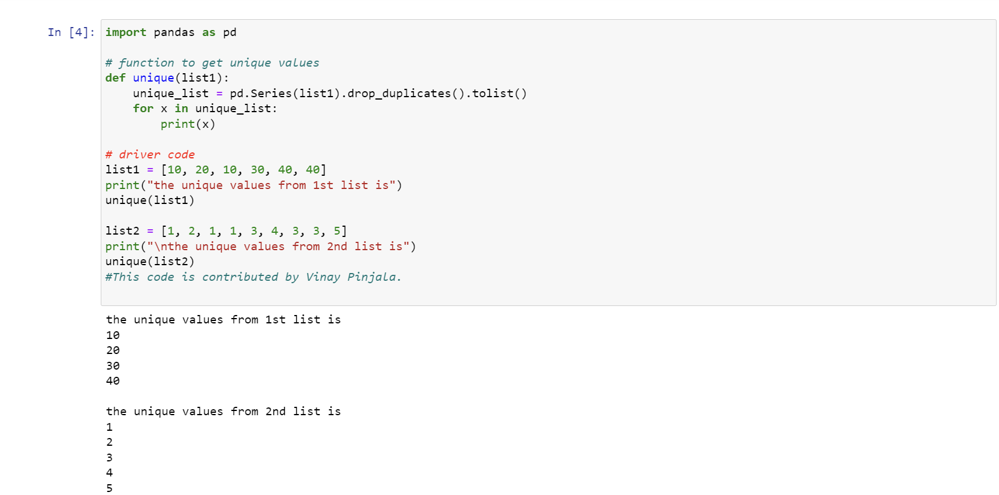 In [4]: import pandas as pd
# function to get unique values
def unique(list1):
    unique_list = pd.Series(list1).drop_duplicates().tolist()
    for x in unique_list:
        print(x)
# driver code
list1 = [10, 20, 10, 30, 40, 40]
print("the unique values from 1st list is")
unique(list1)
list2 = [1, 2, 1, 1, 3, 4, 3, 3, 5]
print("\nthe unique values from 2nd list is")
unique(list2)
#This code is contributed by Vinay Pinjala.
the unique values from 1st list is
10
20
30
40
the unique values from 2nd list is
1
2
3
4
5